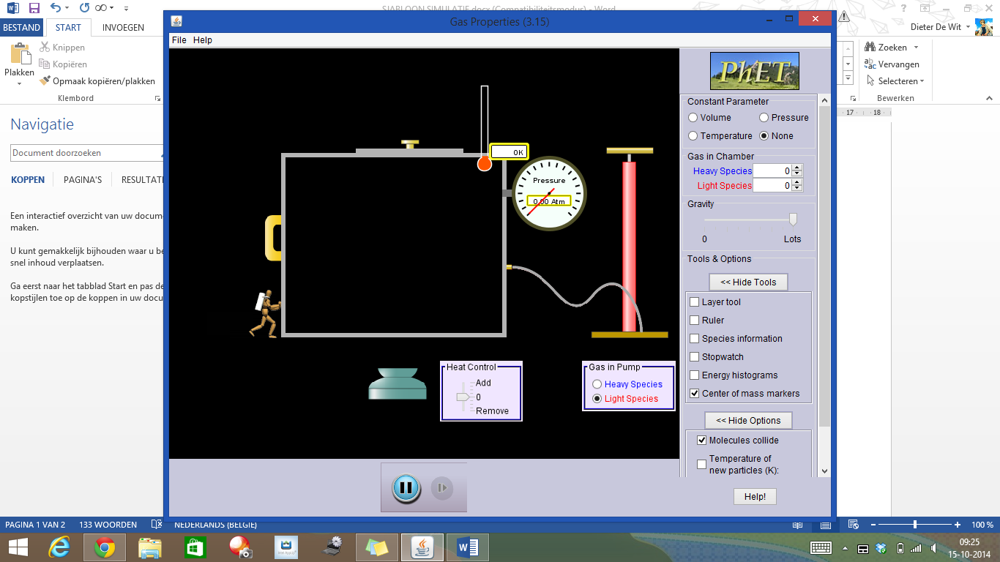 SJABLOON SIMULATIE.docx (Compatibiliteitsmodus) - Word
BESTAND START INVOEGEN
Dieter De Wit
Plakken
Knippen
Kopiëren
Opmaak kopiëren/plakken
Klembord
Zoeken
Vervangen
Selecteren
Bewerken
17 18
Navigatie
Document doorzoeken
KOPPEN PAGINA'S RESULTATE
Een interactief overzicht van uw docume
maken.
U kunt gemakkelijk bijhouden waar u be
snel inhoud verplaatsen.
Ga eerst naar het tabblad Start en pas de
kopstijlen toe op de koppen in uw docu
Gas Properties (3.15)
File Help
0K
Pressure
0.00 Atm
Heat Control
Add
0
Remove
Gas in Pump
Heavy Species
Light Species
PhET
Constant Parameter
Volume Pressure
Temperature None
Gas in Chamber
Heavy Species 0
Light Species 0
Gravity
0 Lots
Tools & Options
<< Hide Tools
Layer tool
Ruler
Species information
Stopwatch
Energy histograms
Center of mass markers
<< Hide Options
Molecules collide
Temperature of
new particles (K):
Help!
PAGINA 1 VAN 2 133 WOORDEN NEDERLANDS (BELGIË) 100 %
09:25
15-10-2014